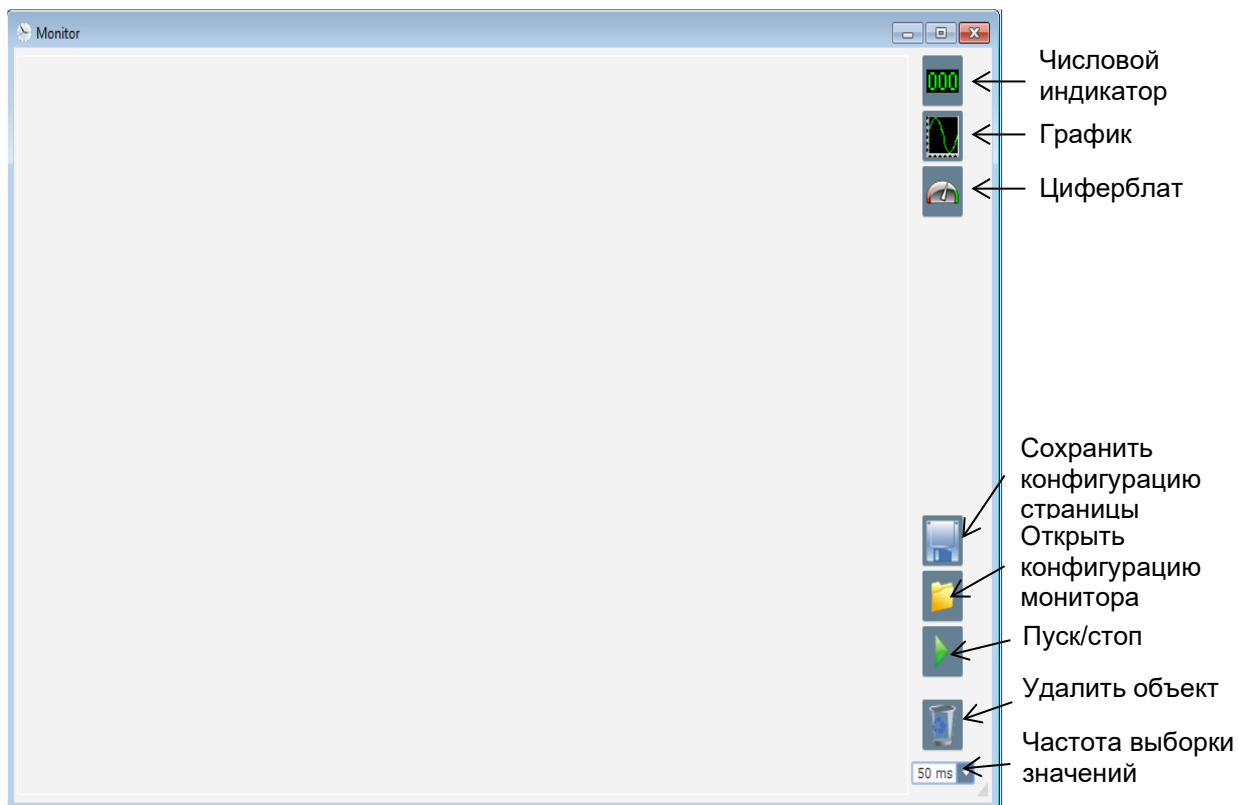 Monitor
000
Числовой
индикатор
График
Циферблат
Сохранить
конфигурацию
страницы
Открыть
конфигурацию
монитора
Пуск/стоп
Удалить объект
Частота выборки
значений
50 ms